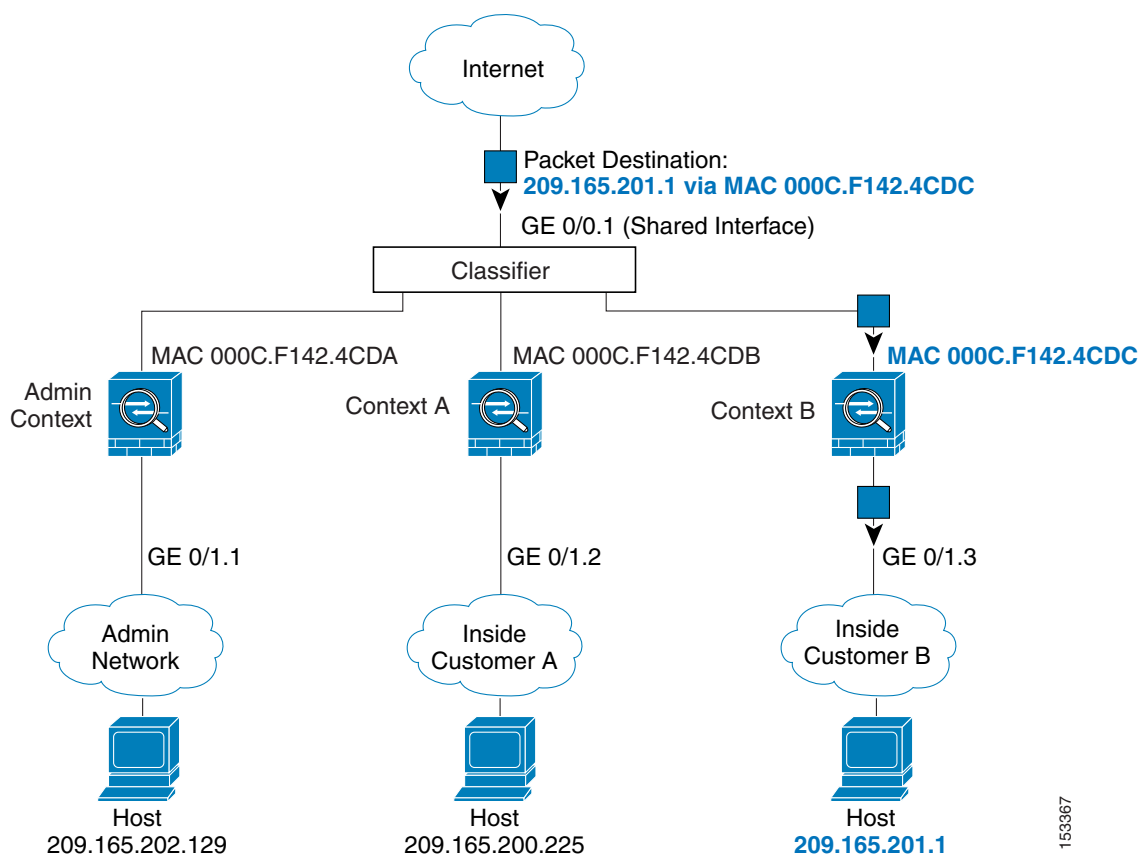 Internet
Packet Destination:
209.165.201.1 via MAC 000C.F142.4CDC
GE 0/0.1 (Shared Interface)
Classifier
MAC 000C.F142.4CDA
MAC 000C.F142.4CDB
MAC 000C.F142.4CDC
Admin
Context
Context A
Context B
GE 0/1.1
GE 0/1.2
GE 0/1.3
Admin
Network
Inside
Customer A
Inside
Customer B
Host
209.165.202.129
Host
209.165.200.225
Host
209.165.201.1
153367